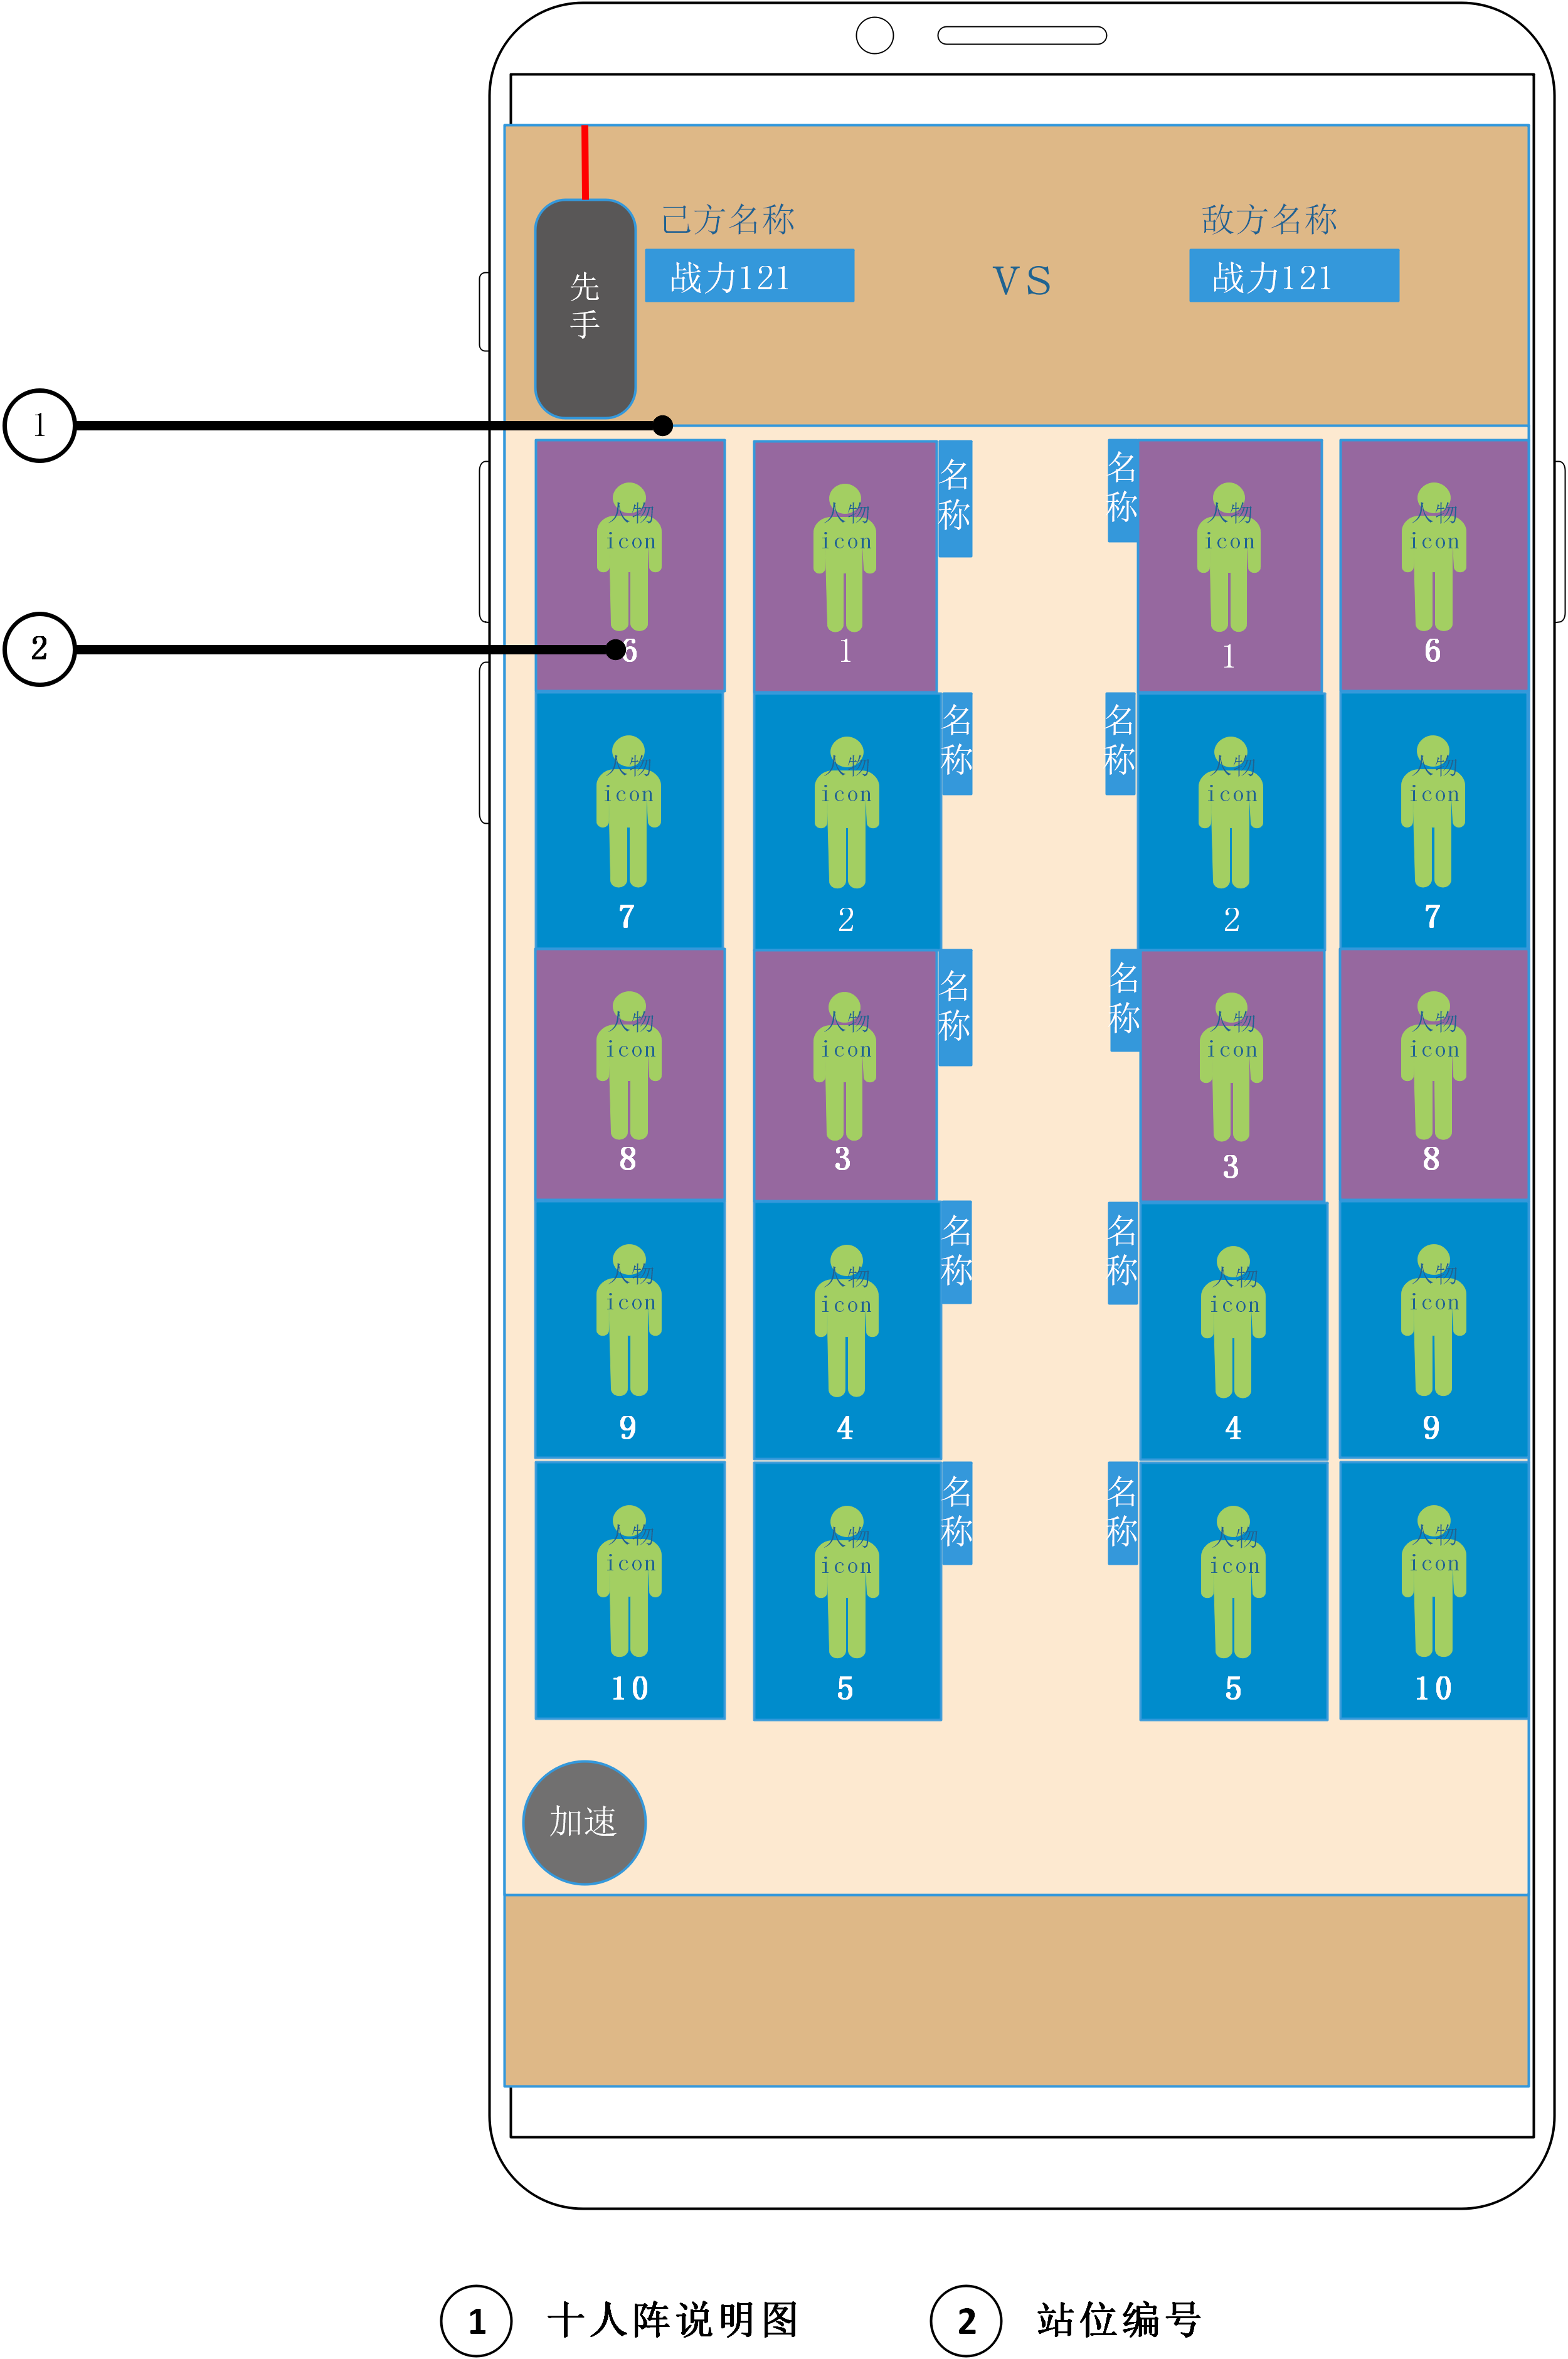 己方名称
敌方名称
先
手
战力121
VS
战力121
1
名
称
名
称
人物
icon
人物
icon
人物
icon
人物
icon
2
6
1
1
6
名
称
名
称
人物
icon
人物
icon
人物
icon
人物
icon
7
2
2
7
名
称
名
称
人物
icon
人物
icon
人物
icon
人物
icon
8
3
3
8
名
称
名
称
人物
icon
人物
icon
人物
icon
人物
icon
9
4
4
9
名
称
名
称
人物
icon
人物
icon
人物
icon
人物
icon
10
5
5
10
加速
1 十人阵说明图
2 站位编号